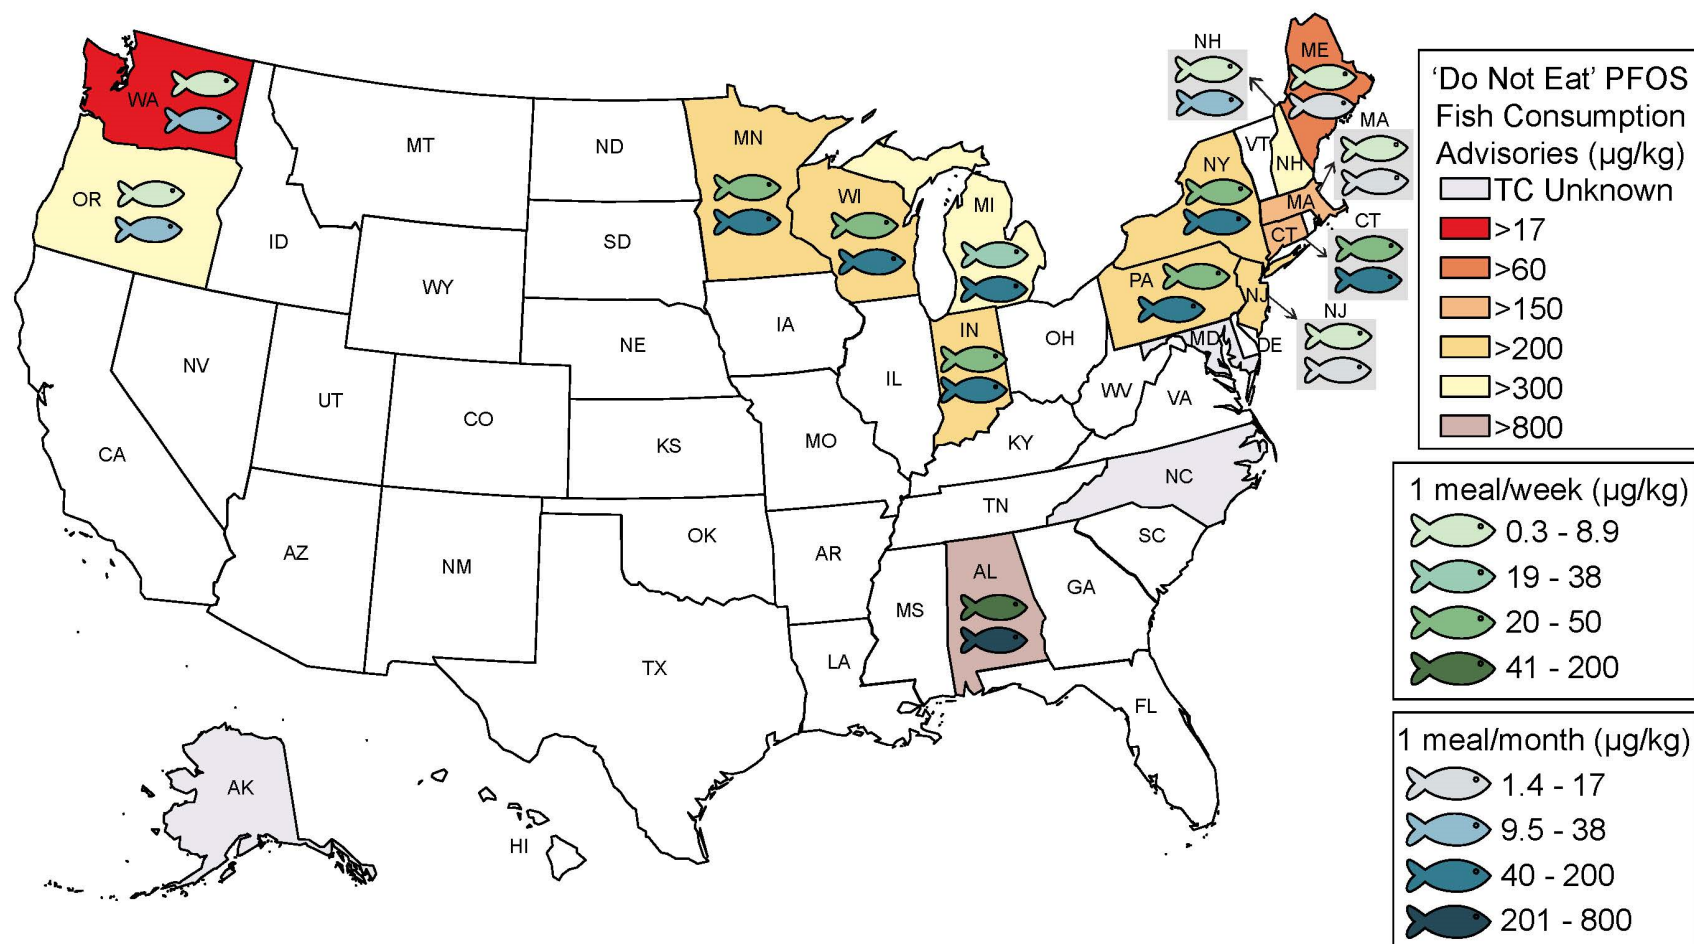 NH
ME
WA
MT
ND
MN
VT
NH
MA
OR
ID
SD
WI
MI
NY
MA
CT
CT
WY
IA
PA
NJ
NJ
NV
NE
IL
IN
OH
MD
DE
UT
CO
WV
VA
CA
KS
MO
KY
NC
AZ
NM
OK
AR
TN
SC
MS
AL
GA
TX
LA
FL
AK
HI
‘Do Not Eat’ PFOS
Fish Consumption
Advisories (µg/kg)
TC Unknown
>17
>60
>150
>200
>300
>800
1 meal/week (µg/kg)
0.3 - 8.9
19 - 38
20 - 50
41 - 200
1 meal/month (µg/kg)
1.4 - 17
9.5 - 38
40 - 200
201 - 800